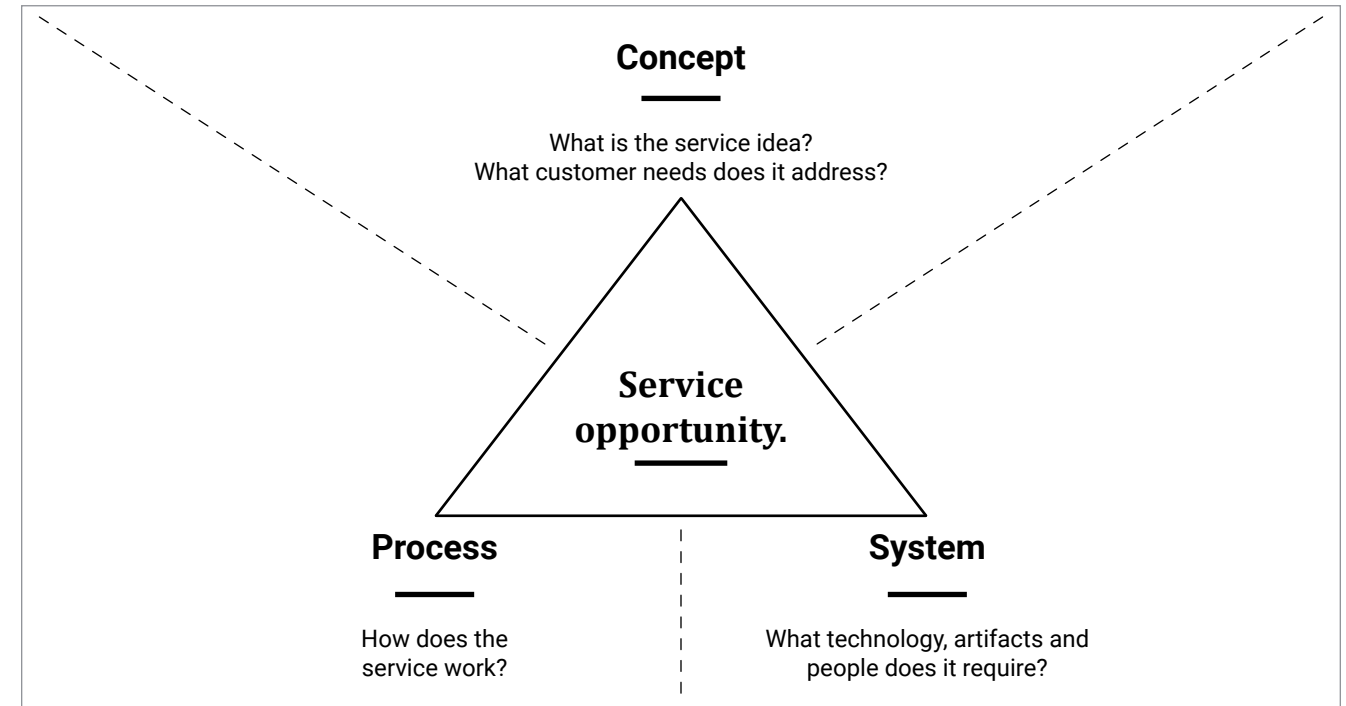 Concept
What is the service idea?
What customer needs does it address?
Service
opportunity.
Process
How does the
service work?
System
What technology, artifacts and
people does it require?